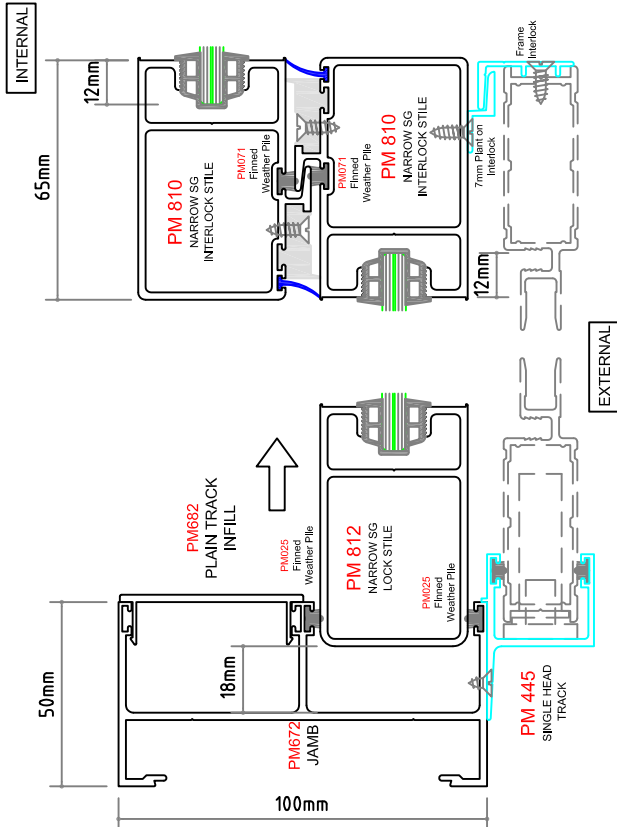 INTERNAL
12mm
65mm
PM 810
NARROW SG
INTERLOCK STILE
PM071
Finned
Weather Pile
PM071
Finned
Weather Pile
PM 810
NARROW SG
INTERLOCK STILE
7mm Plant on
Interlock
Frame
Interlock
12mm
EXTERNAL
PM682
PLAIN TRACK
INFILL
PM025
Finned
Weather Pile
PM 812
NARROW SG
LOCK STILE
PM025
Finned
Weather Pile
50mm
18mm
PM672
JAMB
PM 445
SINGLE HEAD
TRACK
100mm